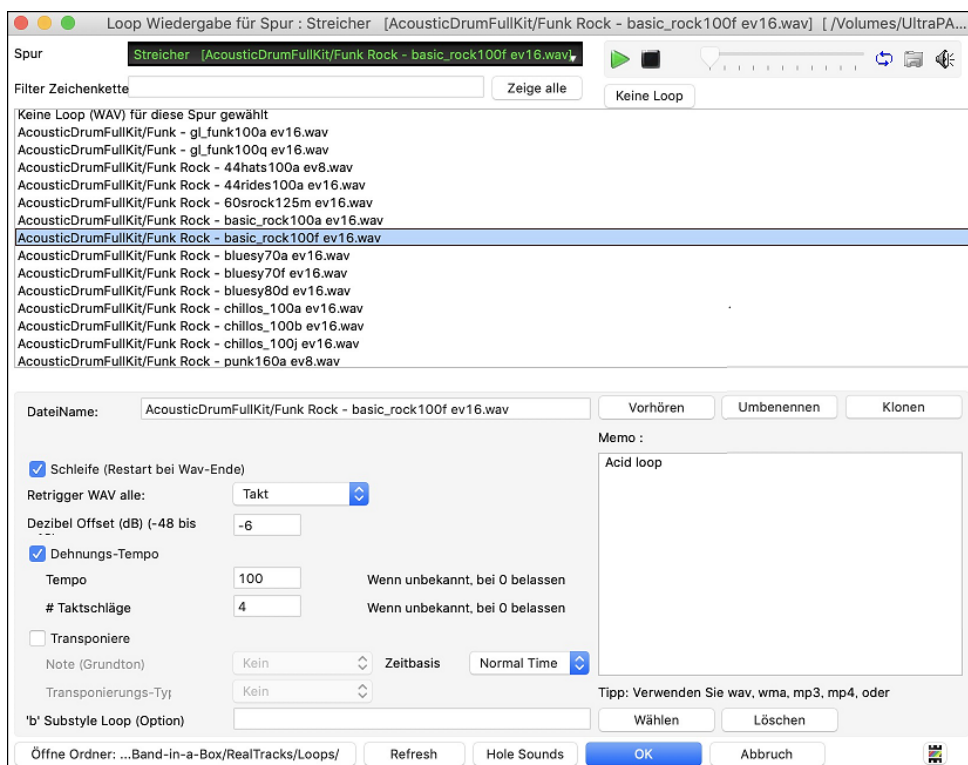 Loop Wiedergabe für Spur : Streicher [AcousticDrumFullKit/Funk Rock - basic_rock100f ev16.wav] [ /Volumes/UltraPA...
Spur
Streicher [AcousticDrumFullKit/Funk Rock - basic_rock100f ev16.wav]
Filter Zeichenkette
Zeige alle
Keine Loop
Keine Loop (WAV) für diese Spur gewählt
AcousticDrumFullKit/Funk - gl_funk100a ev16.wav
AcousticDrumFullKit/Funk - gl_funk100q ev16.wav
AcousticDrumFullKit/Funk Rock - 44hats100a ev8.wav
AcousticDrumFullKit/Funk Rock - 44rides100a ev16.wav
AcousticDrumFullKit/Funk Rock - 60srock125m ev16.wav
AcousticDrumFullKit/Funk Rock - basic_rock100a ev16.wav
AcousticDrumFullKit/Funk Rock - basic_rock100f ev16.wav
AcousticDrumFullKit/Funk Rock - bluesy70a ev16.wav
AcousticDrumFullKit/Funk Rock - bluesy70f ev16.wav
AcousticDrumFullKit/Funk Rock - bluesy80d ev16.wav
AcousticDrumFullKit/Funk Rock - chillos_100a ev16.wav
AcousticDrumFullKit/Funk Rock - chillos_100b ev16.wav
AcousticDrumFullKit/Funk Rock - chillos_100j ev16.wav
AcousticDrumFullKit/Funk Rock - punk160a ev8.wav
DateiName: AcousticDrumFullKit/Funk Rock - basic_rock100f ev16.wav
Vorhören Umbenennen Klonen
Memo :
Acid loop
Schleife (Restart bei Wav-Ende)
Retrigger WAV alle: Takt
Dezibel Offset (dB) (-48 bis -6
Dehnungs-Tempo
Tempo 100 Wenn unbekannt, bei 0 belassen
# Taktschläge 4 Wenn unbekannt, bei 0 belassen
Transponiere
Note (Grundton) Kein Zeitbasis Normal Time
Transponierungs-Typ Kein
Tipp: Verwenden Sie wav, wma, mp3, mp4, oder
'b' Substyle Loop (Option)
Wählen Löschen
Öffne Ordner: ...Band-in-a-Box/RealTracks/Loops/ Refresh Hole Sounds OK Abbruch